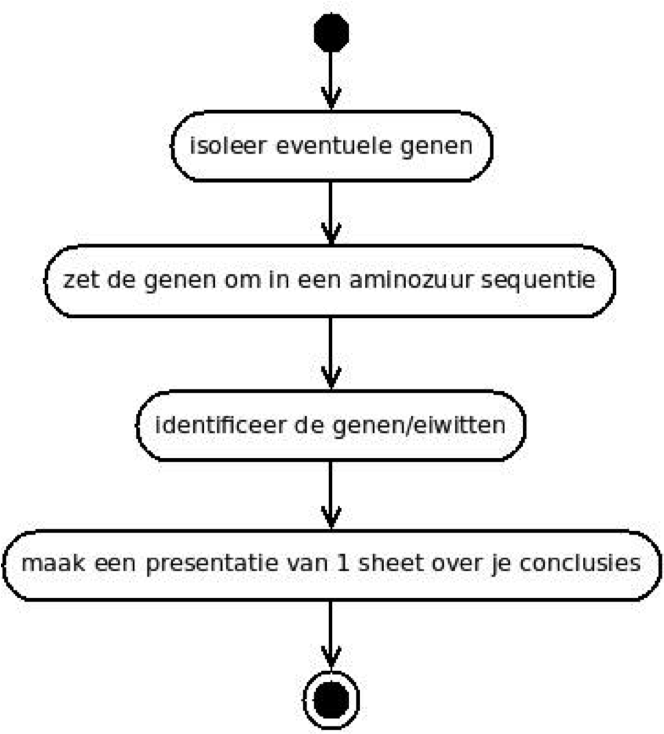 isoleer eventuele genen
zet de genen om in een aminozuur sequentie
identificeer de genen/eiwitten
maak een presentatie van 1 sheet over je conclusies